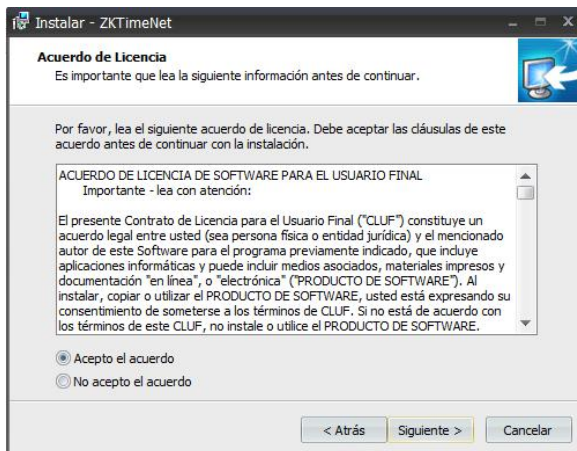 Instalar - ZKTimeNet
Acuerdo de Licencia
Es importante que lea la siguiente información antes de continuar.
Por favor, lea el siguiente acuerdo de licencia. Debe aceptar las cláusulas de este
acuerdo antes de continuar con la instalación.
ACUERDO DE LICENCIA DE SOFTWARE PARA EL USUARIO FINAL
Importante - lea con atención:
El presente Contrato de Licencia para el Usuario Final ("CLUF") constituye un
acuerdo legal entre usted (sea persona física o entidad jurídica) y el mencionado
autor de este Software para el programa previamente indicado, que incluye
aplicaciones informáticas y puede incluir medios asociados, materiales impresos y
documentación "en línea", o "electrónica" ("PRODUCTO DE SOFTWARE"). Al
instalar, copiar o utilizar el PRODUCTO DE SOFTWARE, usted está expresando su
consentimiento de someterse a los términos de CLUF. Si no está de acuerdo con
los términos de este CLUF, no instale o utilice el PRODUCTO DE SOFTWARE.
Acepto el acuerdo
No acepto el acuerdo
< Atrás
Siguiente >
Cancelar